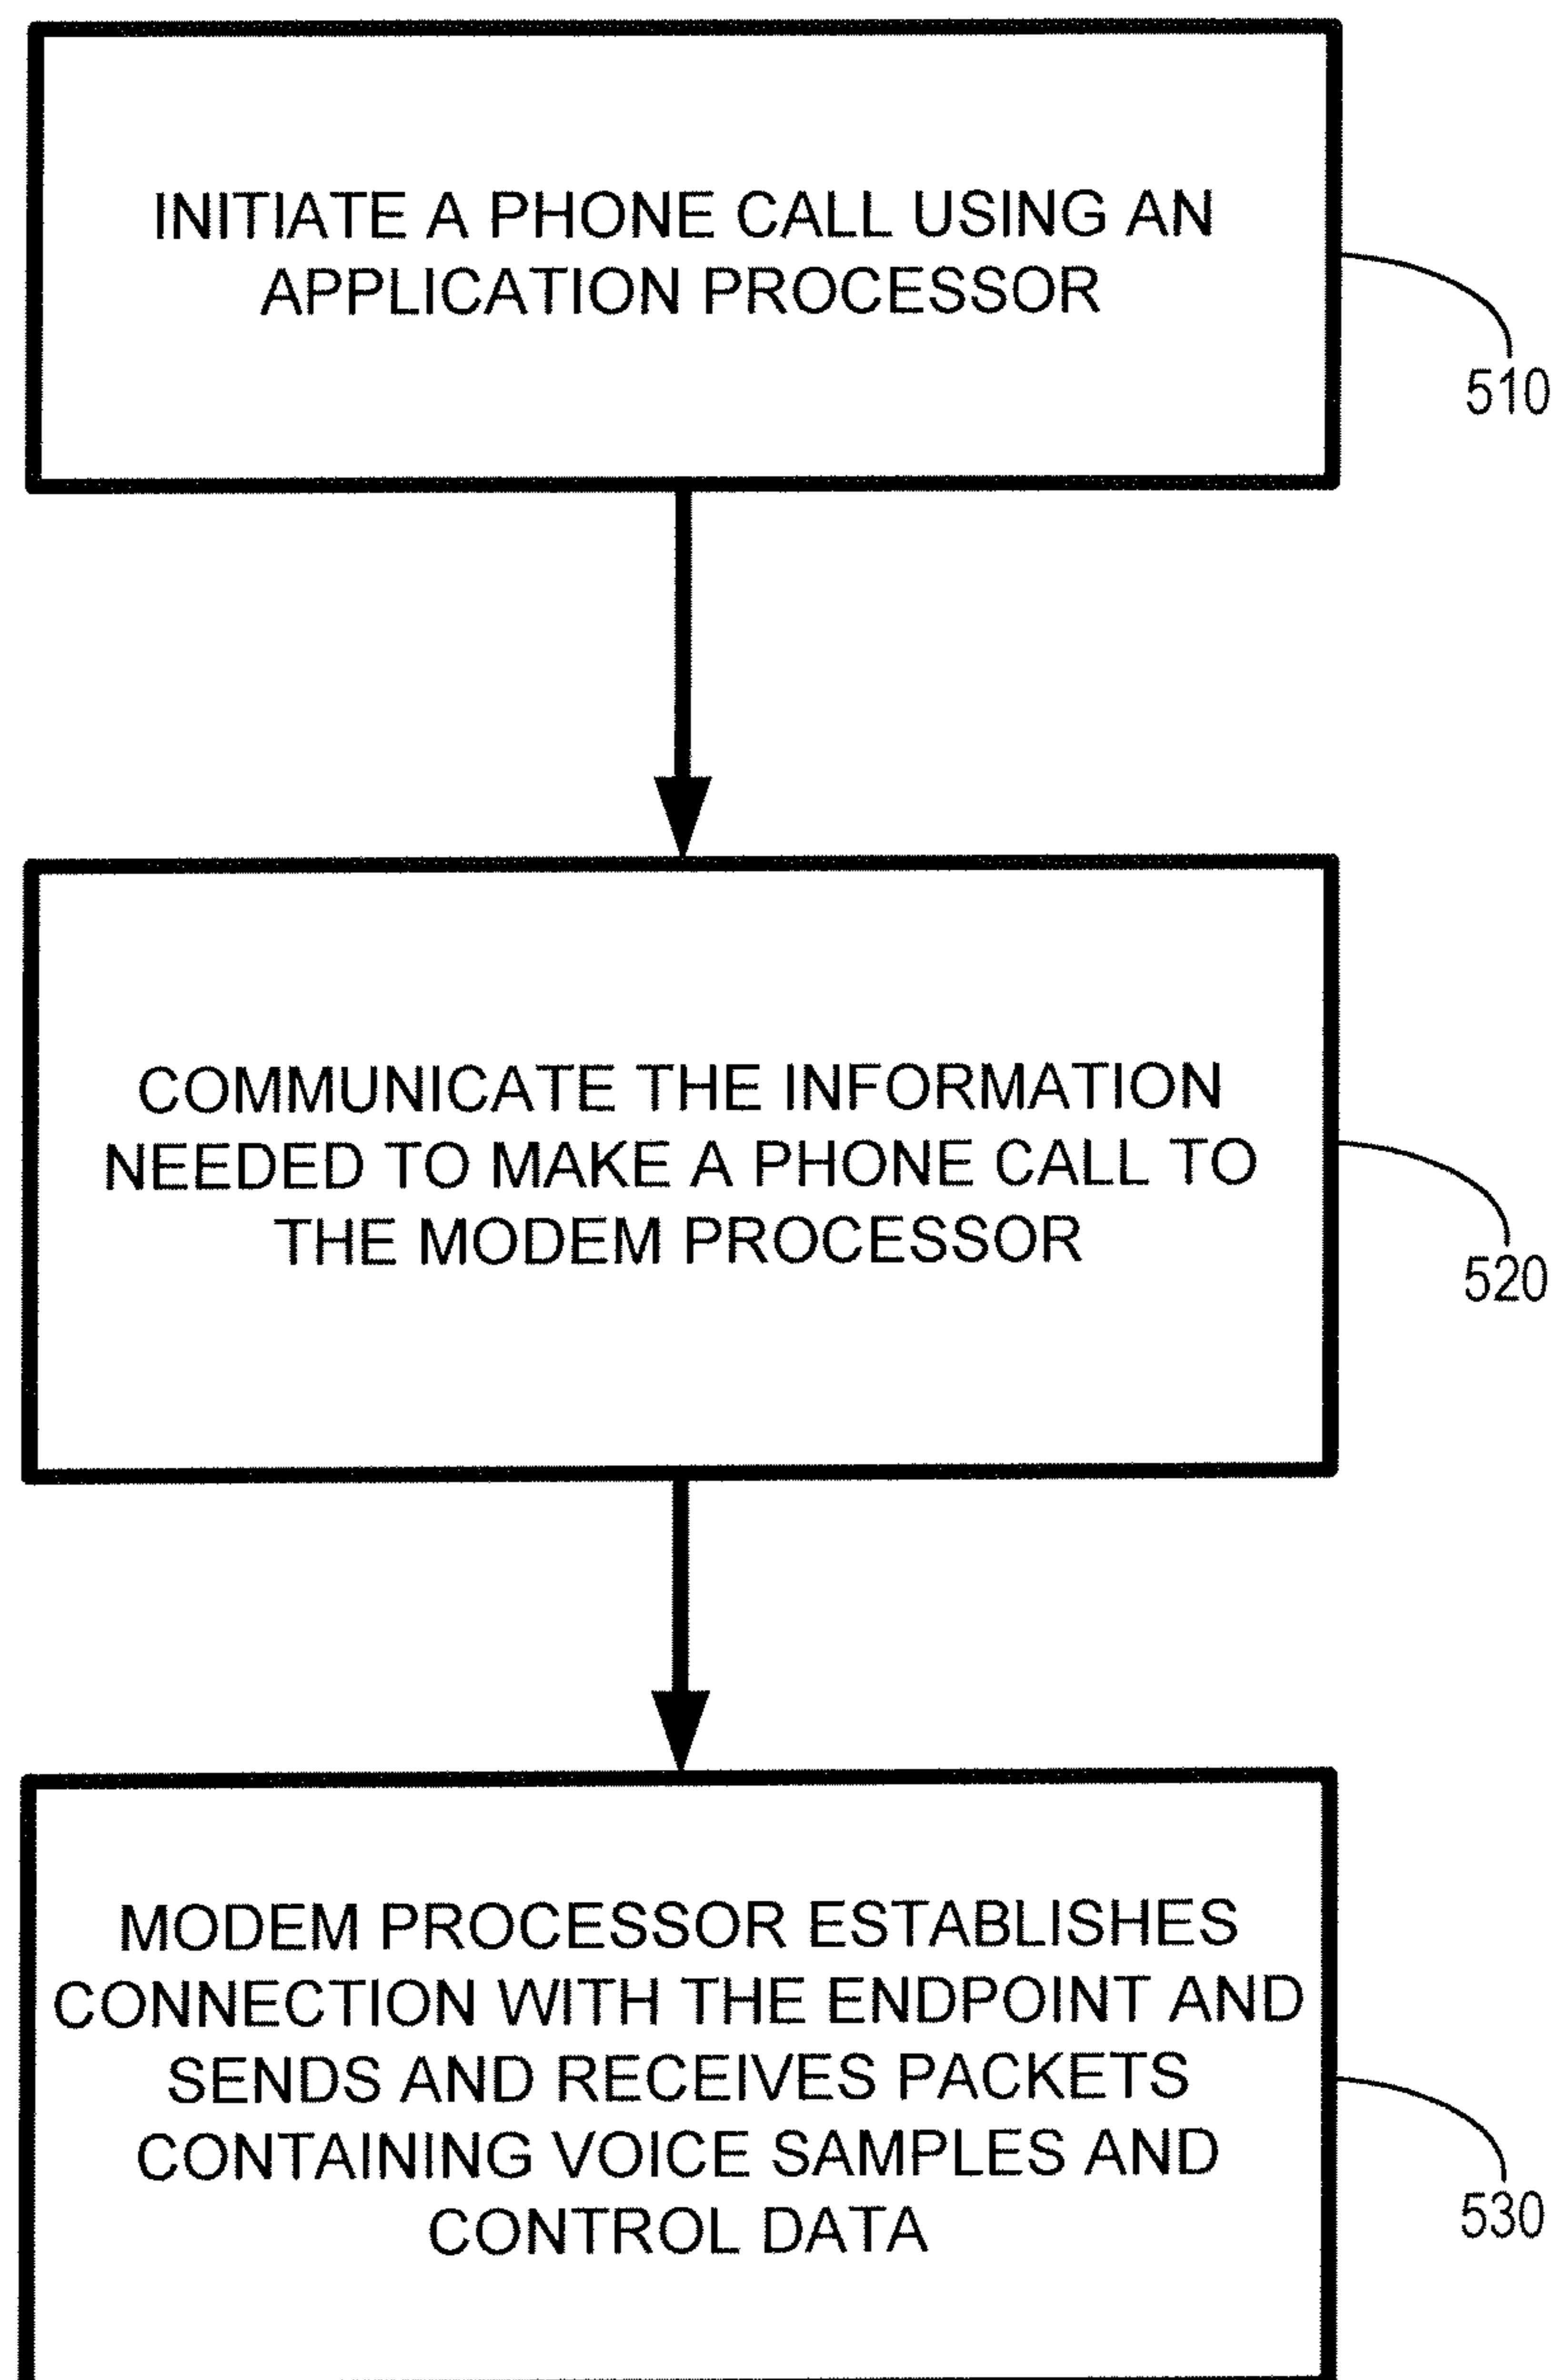 INITIATE A PHONE CALL USING AN
APPLICATION PROCESSOR
510
COMMUNICATE THE INFORMATION
NEEDED TO MAKE A PHONE CALL TO
THE MODEM PROCESSOR
520
MODEM PROCESSOR ESTABLISHES
CONNECTION WITH THE ENDPOINT AND
SENDS AND RECEIVES PACKETS
CONTAINING VOICE SAMPLES AND
CONTROL DATA
530